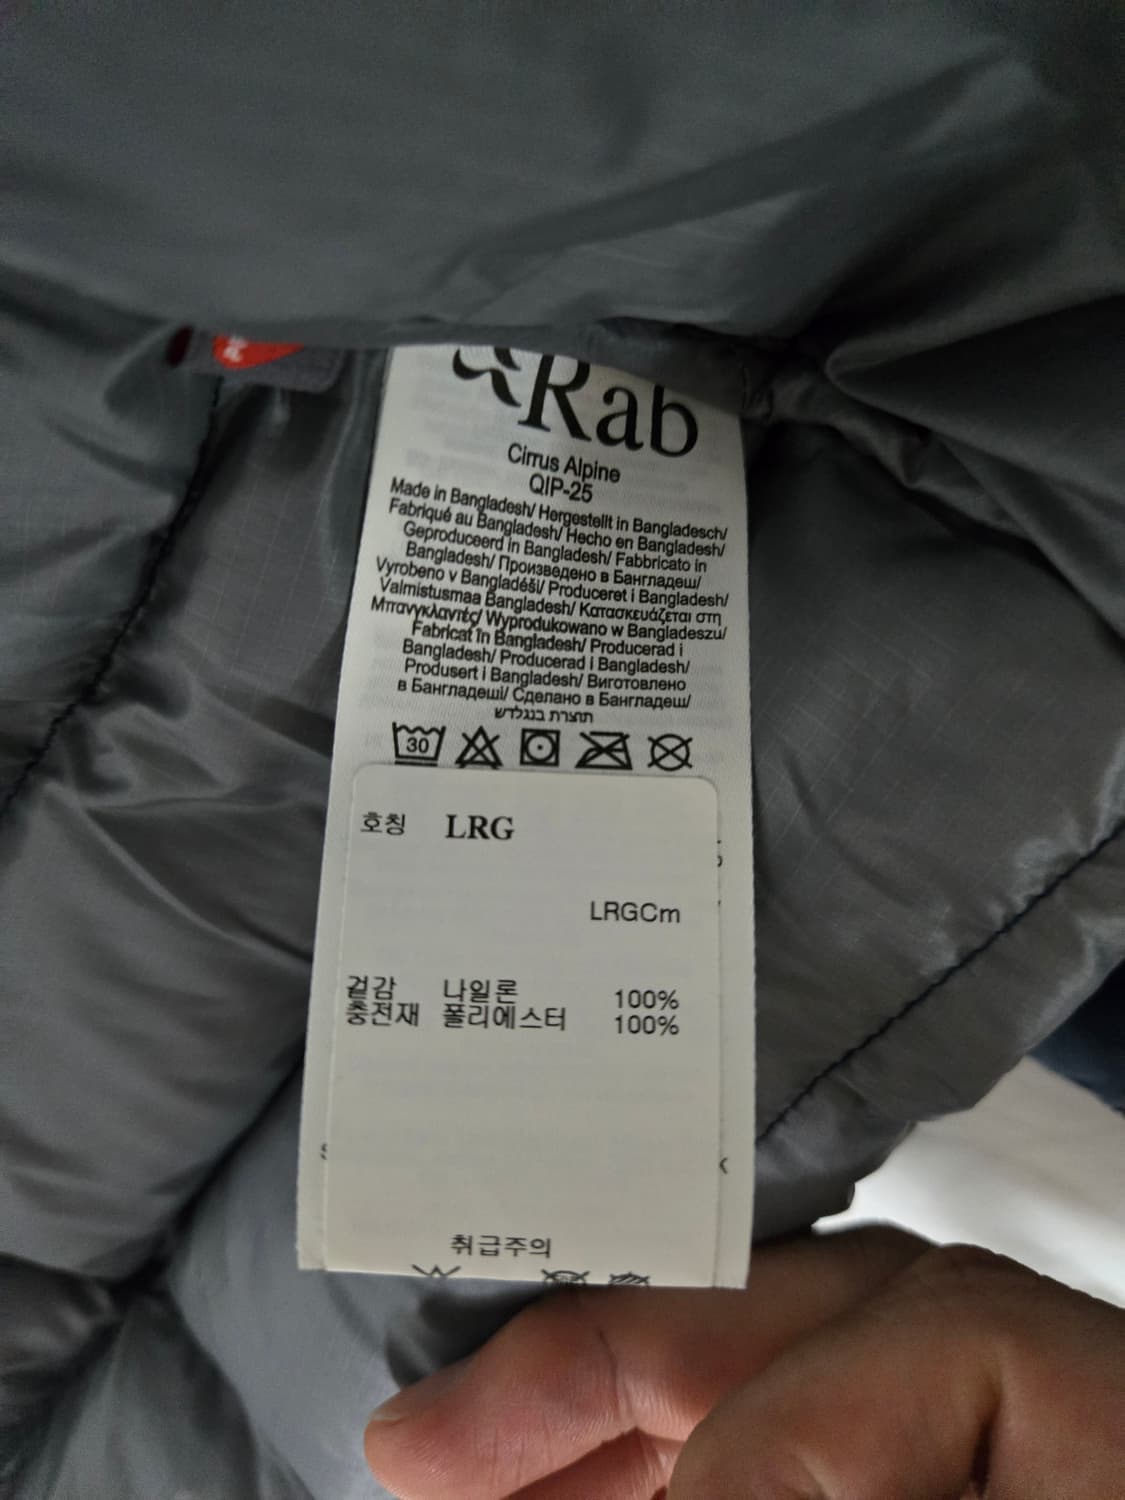 Rab
Cirrus Alpine
QIP-25
Made in Bangladesh/ Hergestellt in Bangladesch/
Fabriqué au Bangladesh/ Hecho en Bangladesh/
Geproduceerd in Bangladesh/ Fabbricato in
Bangladesh/ Произведено в Бангладеш/
Vyrobeno v Bangladéši/ Produceret i Bangladesh/
Valmistusmaa Bangladesh/ Κατασκευάζεται στη
Μπανγκλαντές/ Wyprodukowano w Bangladeszu/
Fabricat în Bangladesh/ Producerad i
Bangladesh/ Producerad i Bangladesh/
Produsert i Bangladesh/ Виготовлено
в Бангладеші/ Сделано в Бангладеш/
תוצרת בנגלדש
30
호칭 LRG
LRGCm
겉감 나일론 100%
충전재 폴리에스터 100%
취급주의